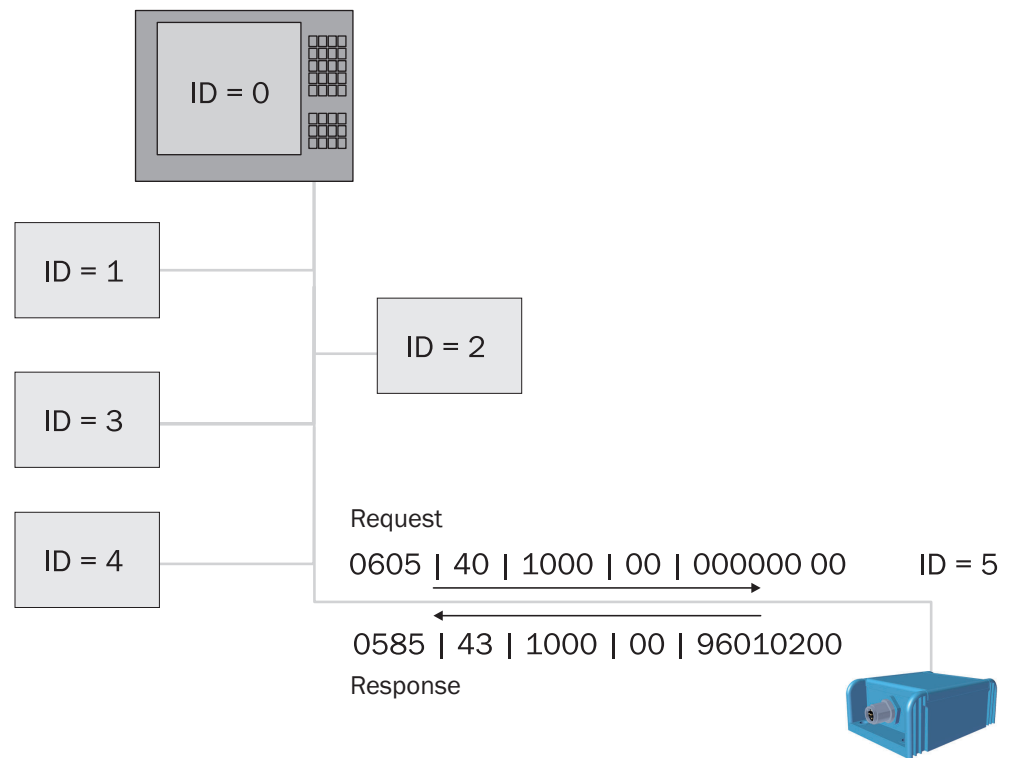 ID = 0
ID = 1
ID = 2
ID = 3
ID = 4
Request
0605 | 40 | 1000 | 00 | 000000 00
ID = 5
0585 | 43 | 1000 | 00 | 96010200
Response